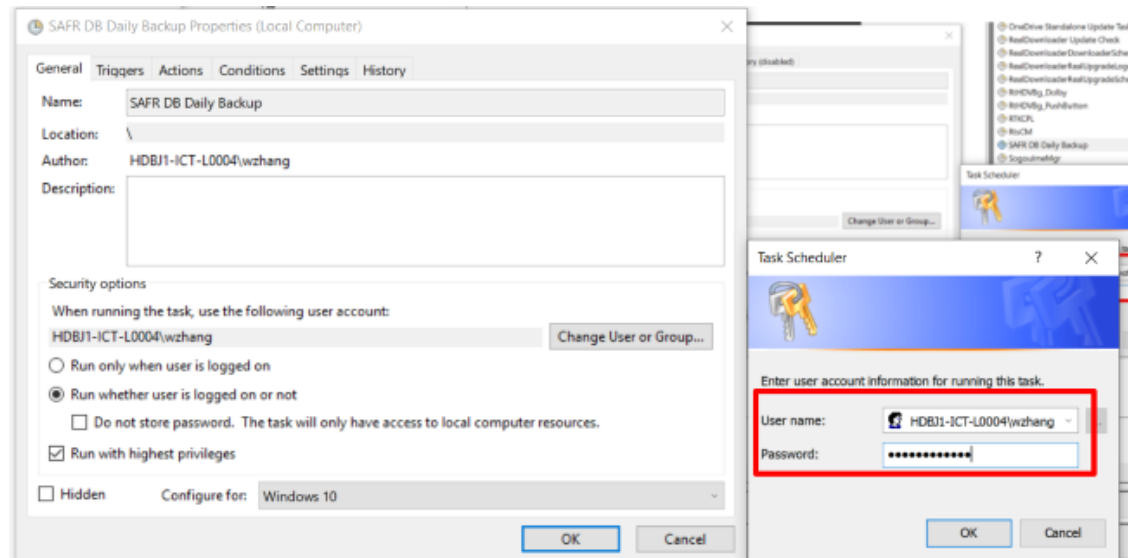 SAFR DB Daily Backup Properties (Local Computer)
General Triggers Actions Conditions Settings History
Name: SAFR DB Daily Backup
Location: \
Author: HDBJ1-ICT-L0004\wzhang
Description:
Security options
When running the task, use the following user account:
HDBJ1-ICT-L0004\wzhang Change User or Group...
Run only when user is logged on
Run whether user is logged on or not
Do not store password. The task will only have access to local computer resources.
Run with highest privileges
Hidden Configure for: Windows 10
OK Cancel
(disabled)
Change User or Group...
OneDrive Standalone Update
RealDownloader Update Check
RtHDVBg_Dolby
RtHDVBg_PushButton
RTKCPL
RtsCM
SAFR DB Daily Backup
SogouImeMgr
Task Scheduler
Task Scheduler ?
Enter user account information for running this task.
User name: HDBJ1-ICT-L0004\wzhang
Password: ••••••••••••
OK Cancel